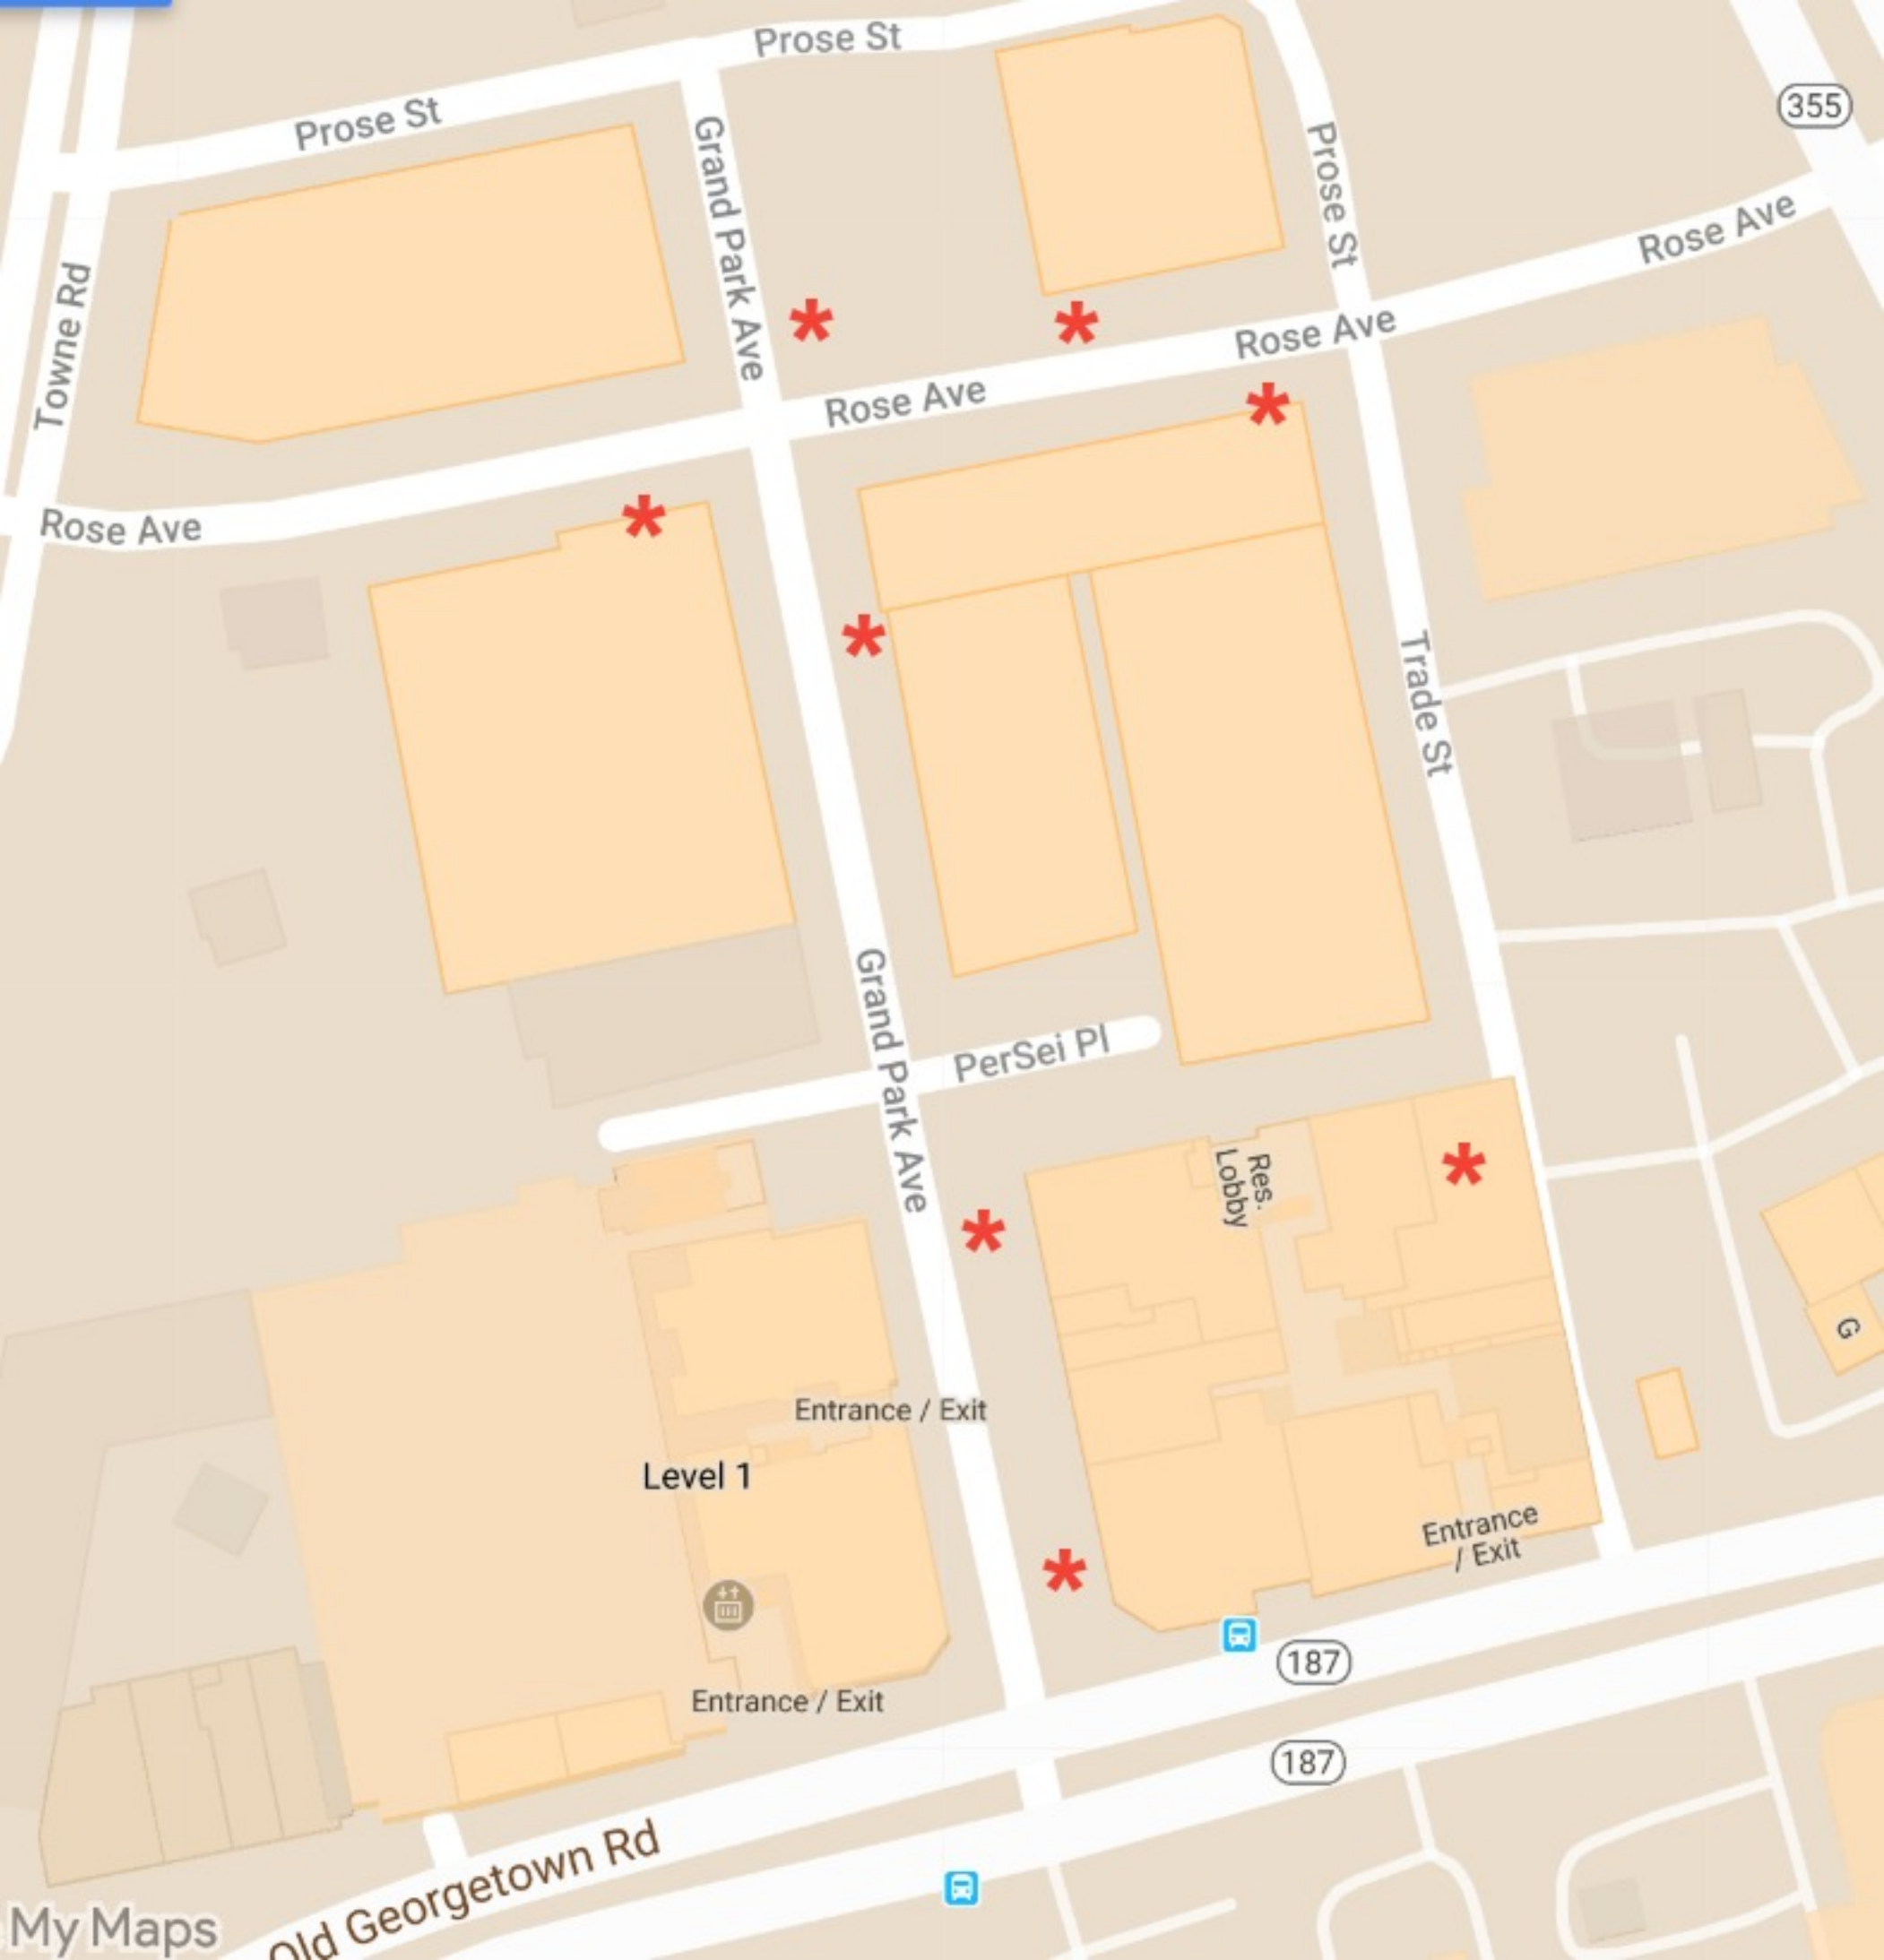 Prose St
Prose St
355
Grand Park Ave
Prose St
Rose Ave
Towne Rd
Rose Ave
Rose Ave
Rose Ave
Trade St
Grand Park Ave
PerSei Pl
Res.
Lobby
G
Entrance / Exit
Level 1
Entrance
/ Exit
187
Entrance / Exit
187
Old Georgetown Rd
My Maps